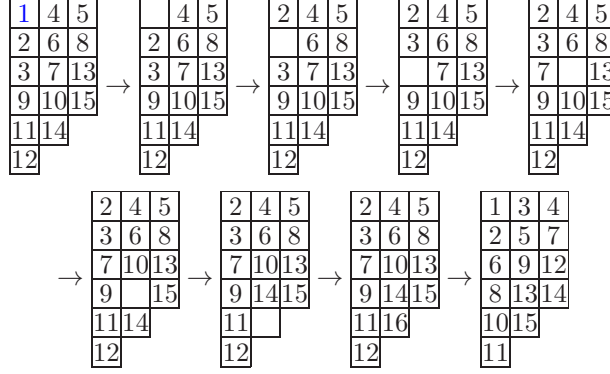 1 4 5 4 5 2 4 5 2 4 5 2 4 5
2 6 8 2 6 8 6 8 3 6 8 3 6 8
3 7 13 → 3 7 13 → 3 7 13 → 7 13 → 7 13
9 10 15 9 10 15 9 10 15 9 10 15 9 10 15
11 14 11 14 11 14 11 14 11 14
12 12 12 12 12
2 4 5 2 4 5 2 4 5 1 3 4
3 6 8 3 6 8 3 6 8 2 5 7
→ 7 10 13 → 7 10 13 → 7 10 13 → 6 9 12
9 15 9 14 15 9 14 15 8 13 14
11 14 11 11 16 10 15
12 12 12 11